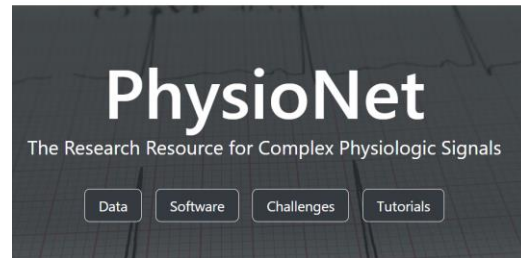 PhysioNet
The Research Resource for Complex Physiologic Signals
Data Software Challenges Tutorials